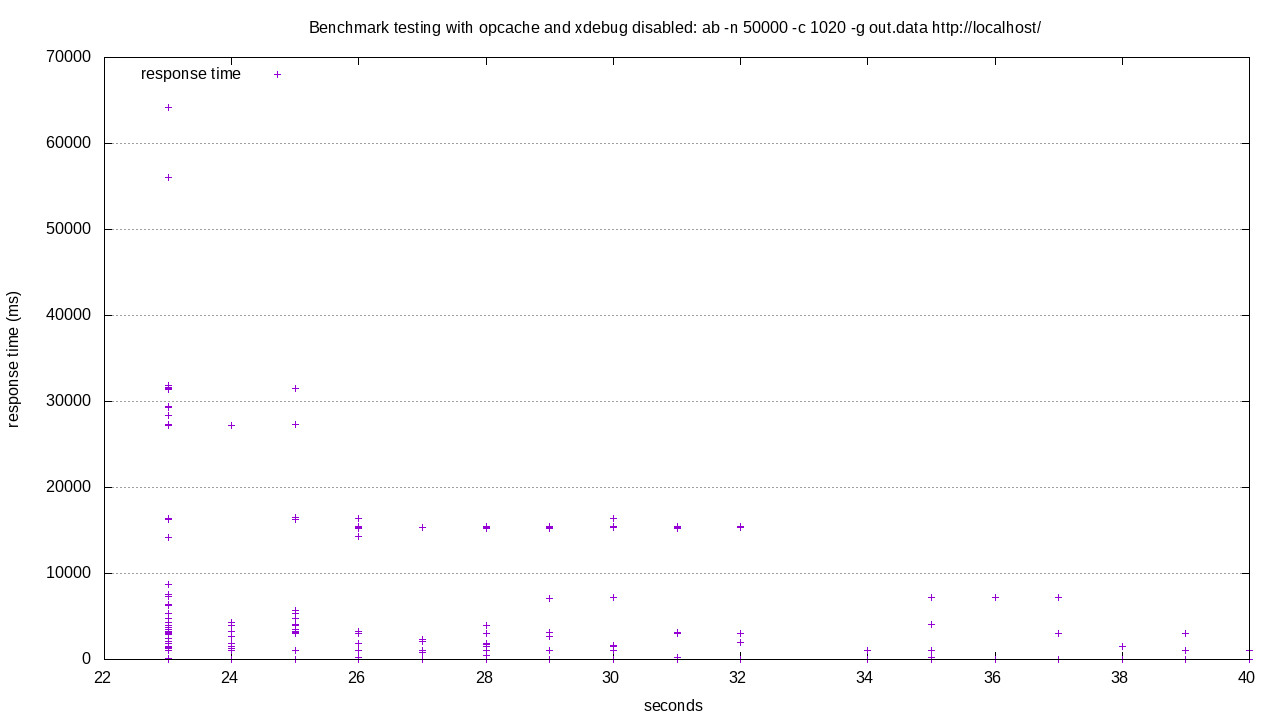 Benchmark testing with opcache and xdebug disabled: ab -n 50000 -c 1020 -g out.data http://localhost/
response time
70000
60000
50000
40000
30000
20000
10000
0
response time (ms)
22 24 26 28 30 32 34 36 38 40
seconds